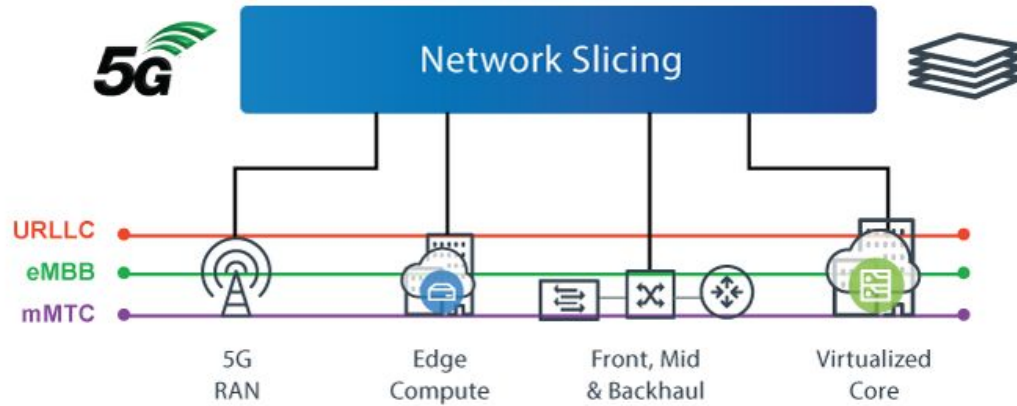 5G
Network Slicing
URLLC
eMBB
mMTC
5G
RAN
Edge
Compute
Front, Mid
& Backhaul
Virtualized
Core